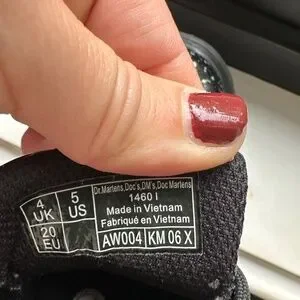 4 UK
5 US
20 EU
Dr.Martens,Doc's,DM's,Doc Martens
1460 I
Made in Vietnam
Fabriqué en Vietnam
AW004 KM 06 X